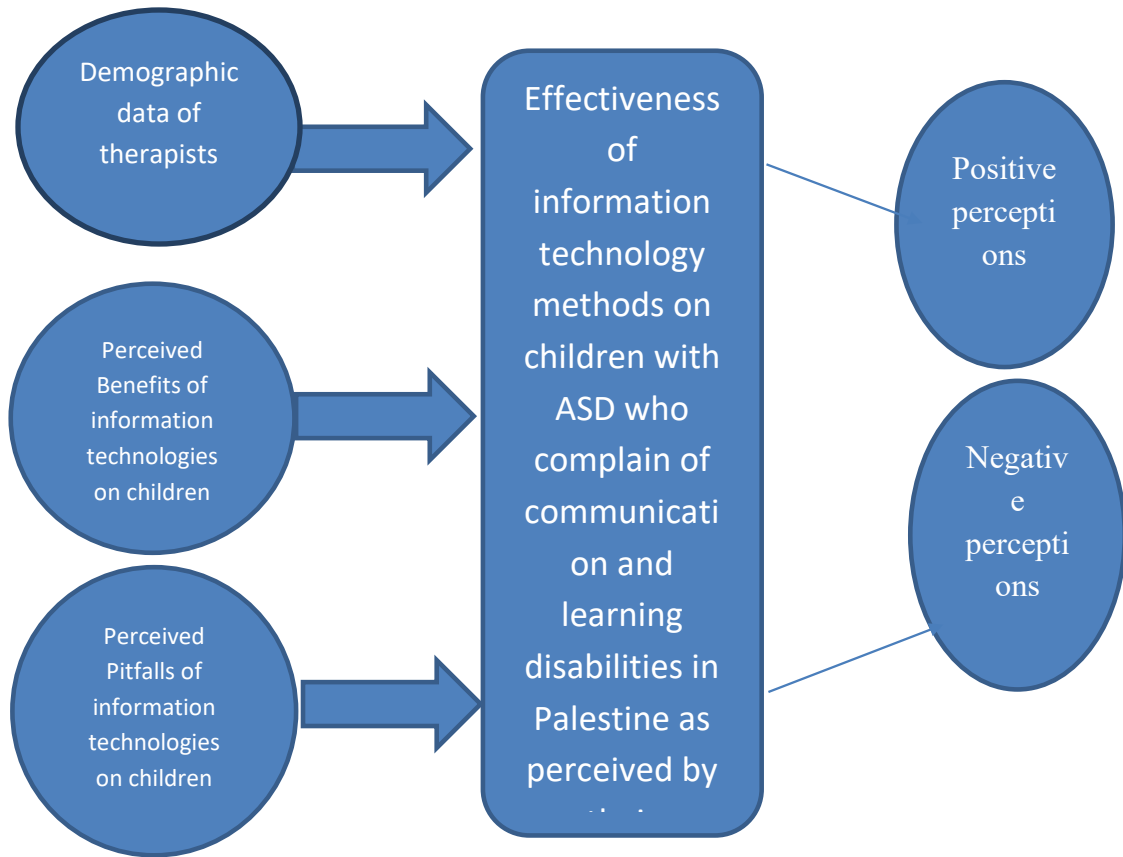 Demographic
data of
therapists
Perceived
Benefits of
information
technologies
on children
Perceived
Pitfalls of
information
technologies
on children
Effectiveness
of
information
technology
methods on
children with
ASD who
complain of
communicati
on and
learning
disabilities in
Palestine as
perceived by
Positive
percepti
ons
Negativ
e
percepti
ons